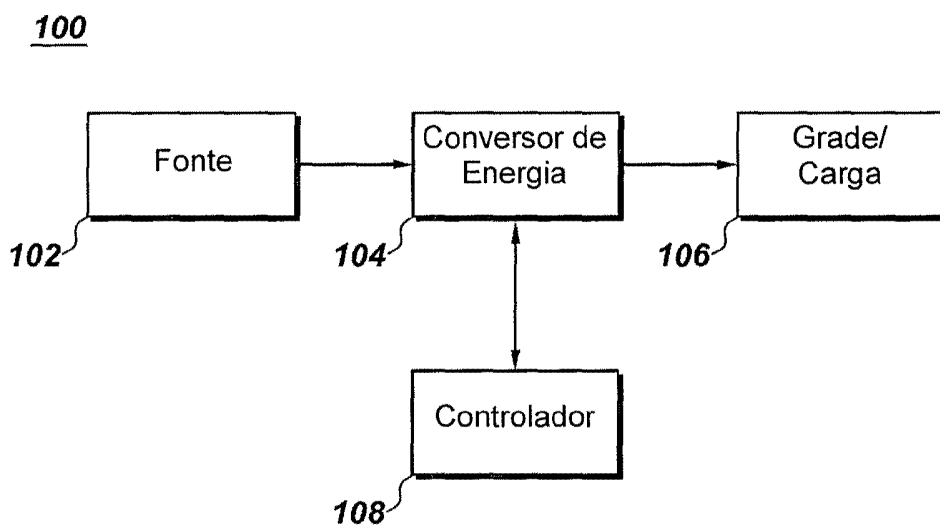 100
Fonte
Conversor de
Energia
Grade/
Carga
102
104
106
Controlador
108